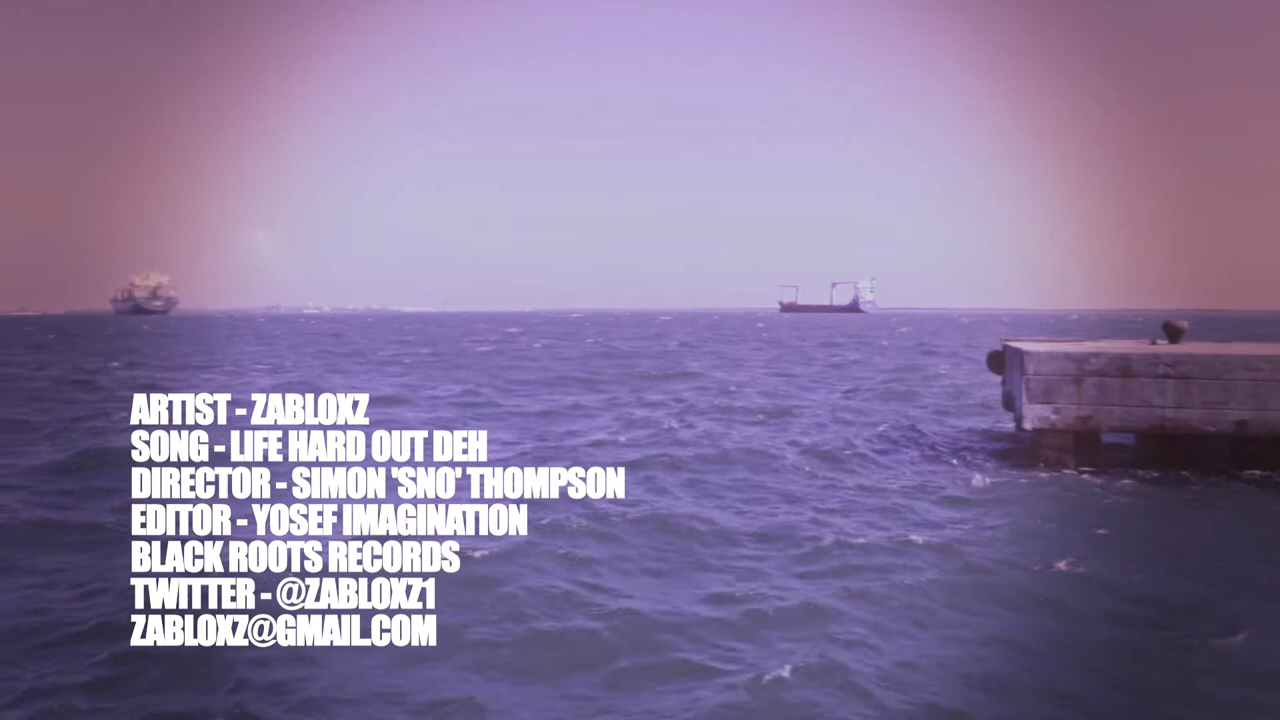 ARTIST - ZABLOXZ
SONG - LIFE HARD OUT DEH
DIRECTOR - SIMON 'SNO' THOMPSON
EDITOR - YOSEF IMAGINATION
BLACK ROOTS RECORDS
TWITTER - @ZABLOXZ1
ZABLOXZ@GMAIL.COM